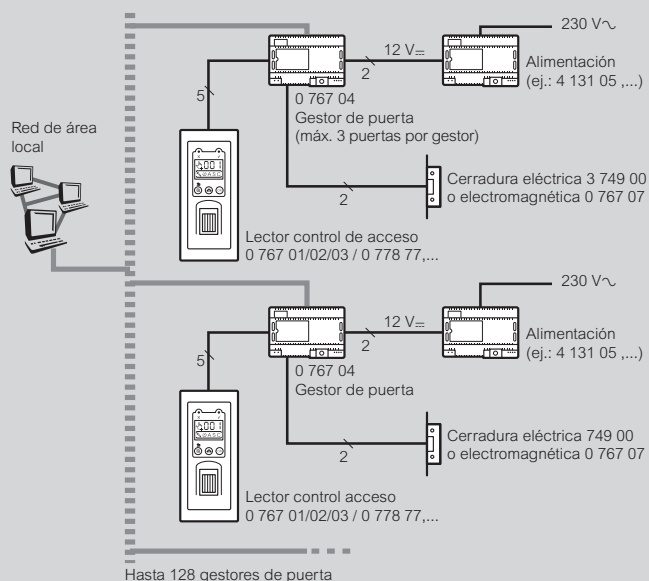 230 V~
12 V⎓
2
Alimentación
(ej.: 4 131 05 ,...)
5
0 767 04
Gestor de puerta
(máx. 3 puertas por gestor)
Red de área
local
2
Cerradura eléctrica 3 749 00
o electromagnética 0 767 07
Lector control de acceso
0 767 01/02/03 / 0 778 77,...
230 V~
12 V⎓
2
Alimentación
(ej.: 4 131 05 ,...)
5
0 767 04
Gestor de puerta
2
Cerradura eléctrica 749 00
o electromagnética 0 767 07
Lector control acceso
0 767 01/02/03 / 0 778 77,...
Hasta 128 gestores de puerta